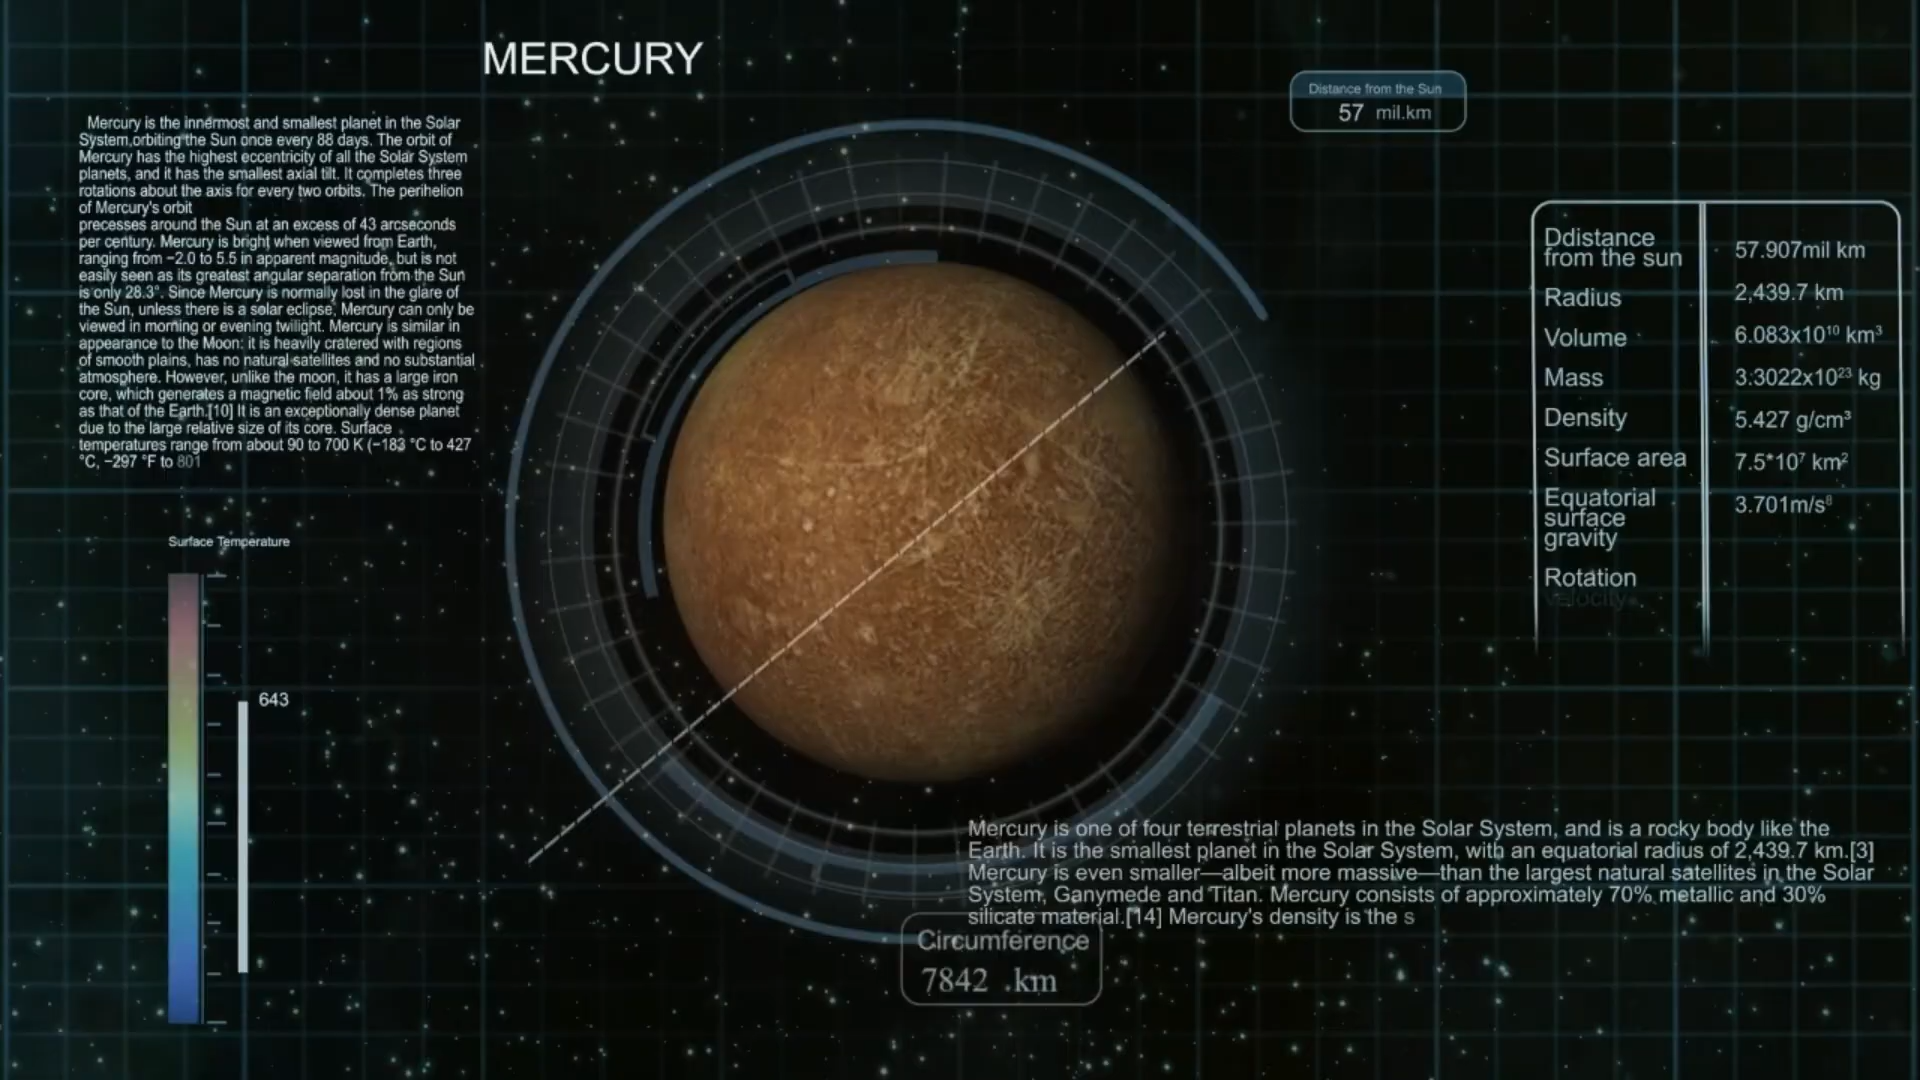 MERCURY
Distance from the Sun
57 mil.km
Mercury is the innermost and smallest planet in the Solar
System,orbiting the Sun once every 88 days. The orbit of
Mercury has the highest eccentricity of all the Solar System
planets, and it has the smallest axial tilt. It completes three
rotations about the axis for every two orbits. The perihelion
of Mercury's orbit
precesses around the Sun at an excess of 43 arcseconds
per century. Mercury is bright when viewed from Earth,
ranging from −2.0 to 5.5 in apparent magnitude, but is not
easily seen as its greatest angular separation from the Sun
is only 28.3°. Since Mercury is normally lost in the glare of
the Sun, unless there is a solar eclipse, Mercury can only be
viewed in morning or evening twilight. Mercury is similar in
appearance to the Moon: it is heavily cratered with regions
of smooth plains, has no natural satellites and no substantial
atmosphere. However, unlike the moon, it has a large iron
core, which generates a magnetic field about 1% as strong
as that of the Earth.[10] It is an exceptionally dense planet
due to the large relative size of its core. Surface
temperatures range from about 90 to 700 K (−183 °C to 427
°C, −297 °F to 801
Ddistance
from the sun
57.907mil km
Radius
2,439.7 km
Volume
6.083x10¹⁰ km³
Mass
3.3022x10²³ kg
Density
5.427 g/cm³
Surface area
7.5*10⁷ km²
Equatorial
surface
gravity
3.701m/s⁸
Rotation
velocity
Surface Temperature
643
Mercury is one of four terrestrial planets in the Solar System, and is a rocky body like the
Earth. It is the smallest planet in the Solar System, with an equatorial radius of 2,439.7 km.[3]
Mercury is even smaller—albeit more massive—than the largest natural satellites in the Solar
System, Ganymede and Titan. Mercury consists of approximately 70% metallic and 30%
silicate material.[14] Mercury's density is the s
Circumference
7842 .km